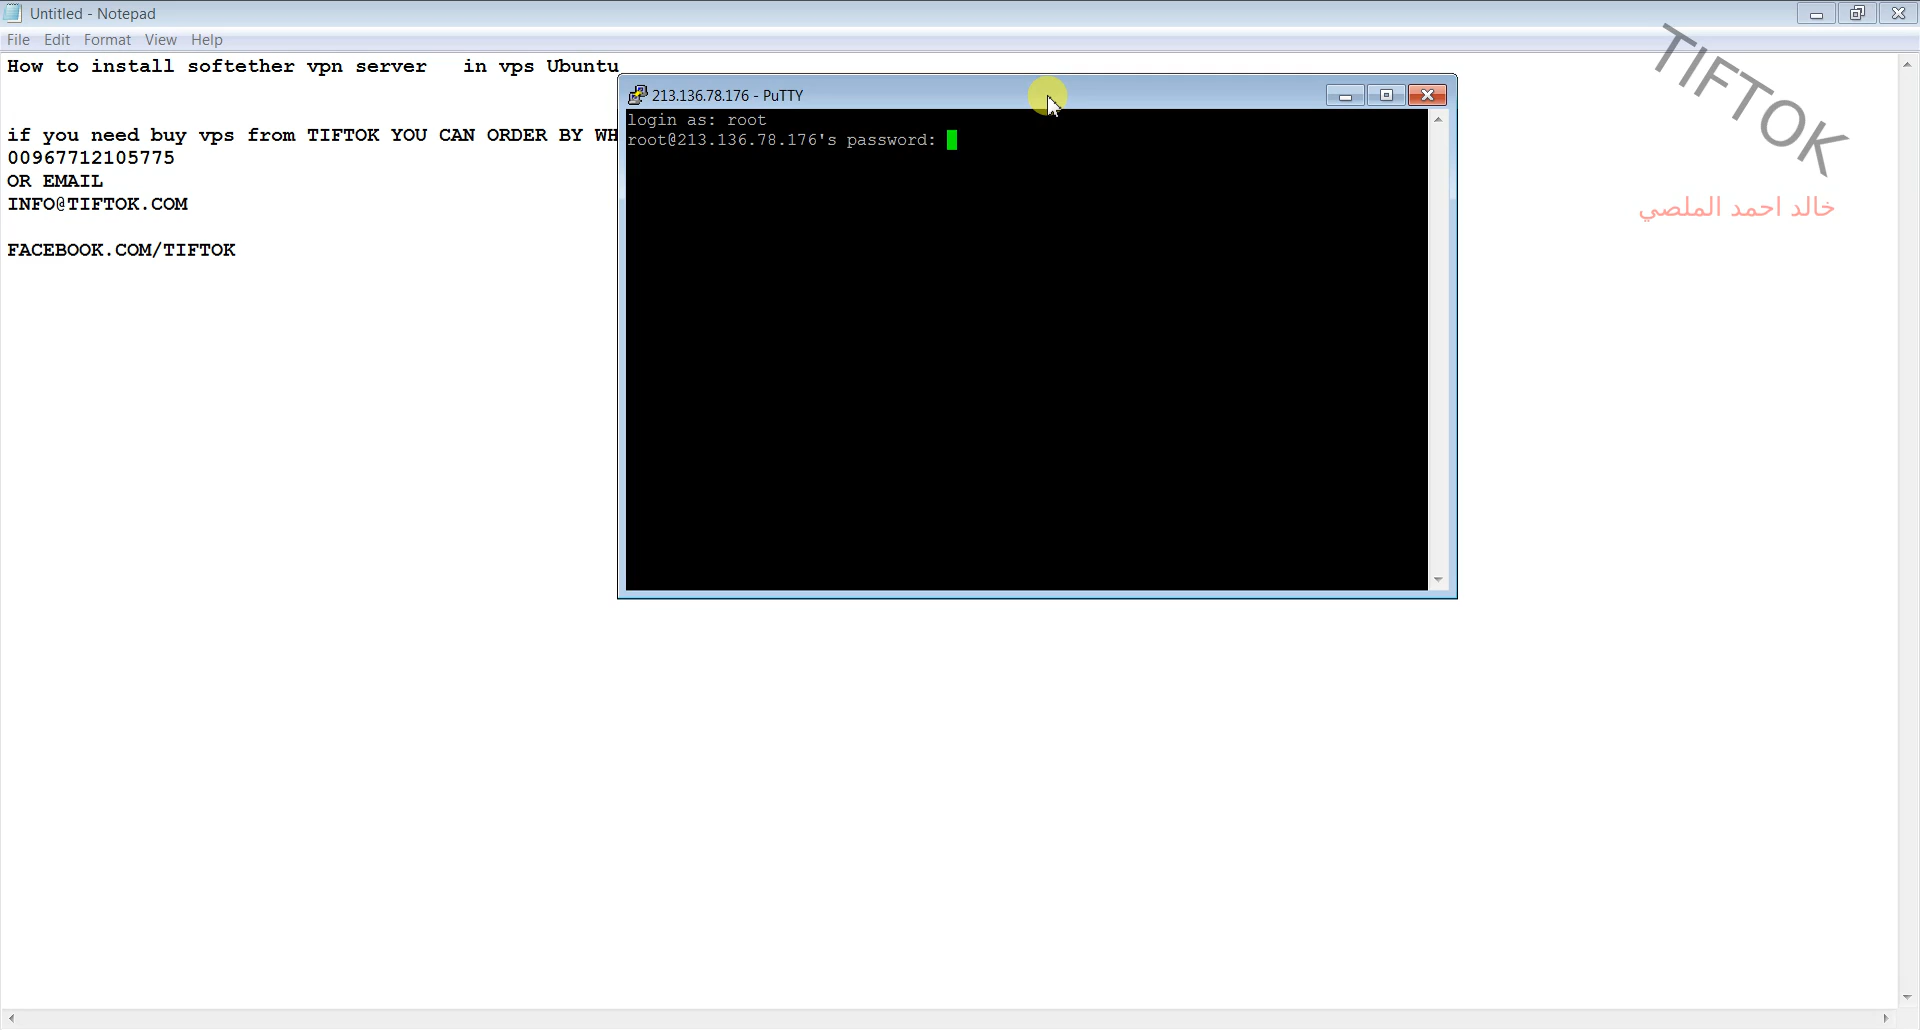 Untitled - Notepad
File Edit Format View Help
How to install softether vpn server   in vps Ubuntu
if you need buy vps from TIFTOK YOU CAN ORDER BY WH
00967712105775
OR EMAIL
INFO@TIFTOK.COM
FACEBOOK.COM/TIFTOK
213.136.78.176 - PuTTY
login as: root
root@213.136.78.176's password:
TIFTOK
خالد احمد الملصي